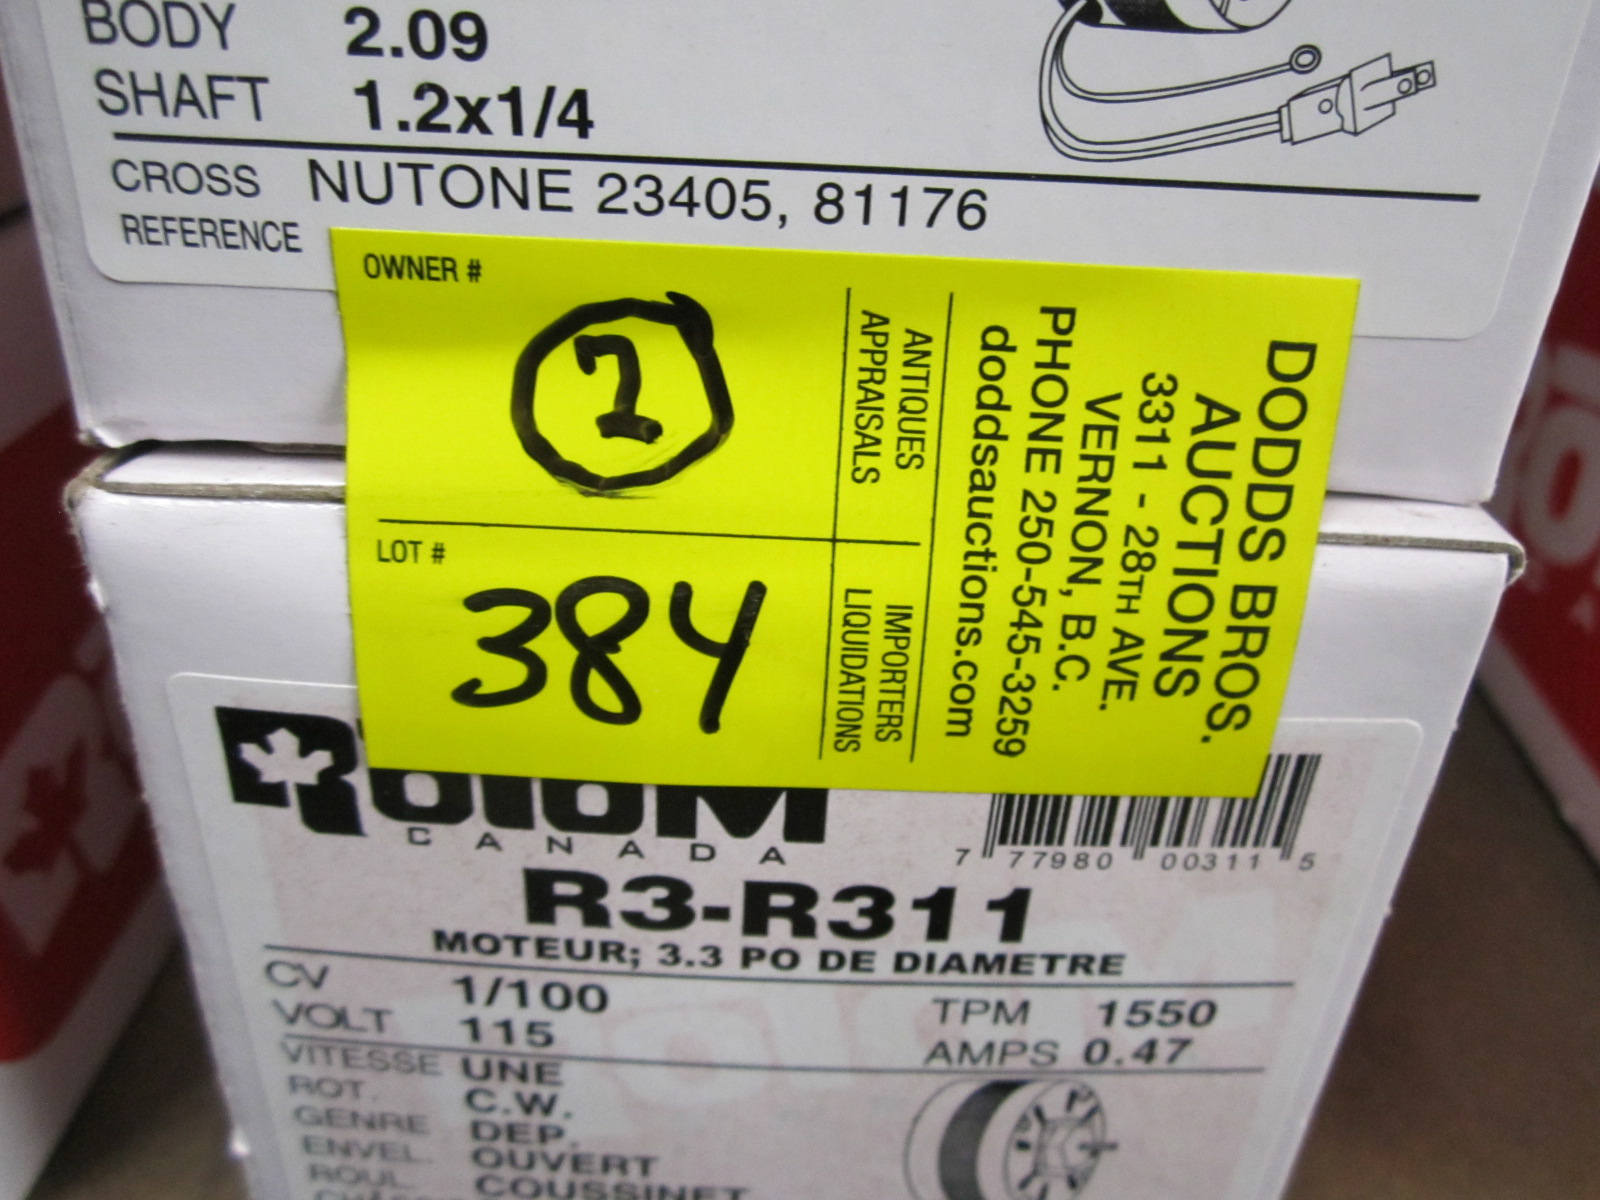 BODY 2.09
SHAFT 1.2x1/4
CROSS REFERENCE NUTONE 23405, 81176
OWNER #
2
LOT #
384
ANTIQUES
APPRAISALS
IMPORTERS
LIQUIDATIONS
DODDS BROS.
AUCTIONS
3311 - 28TH AVE.
VERNON, B.C.
PHONE 250-545-3259
doddsauctions.com
ROTOM
CANADA
7 77980 00311 5
R3-R311
MOTEUR; 3.3 PO DE DIAMETRE
CV 1/100 TPM 1550
VOLT 115 AMPS 0.47
VITESSE UNE
ROT. C.W.
GENRE DEP.
ENVEL. OUVERT
ROUL. COUSSINET